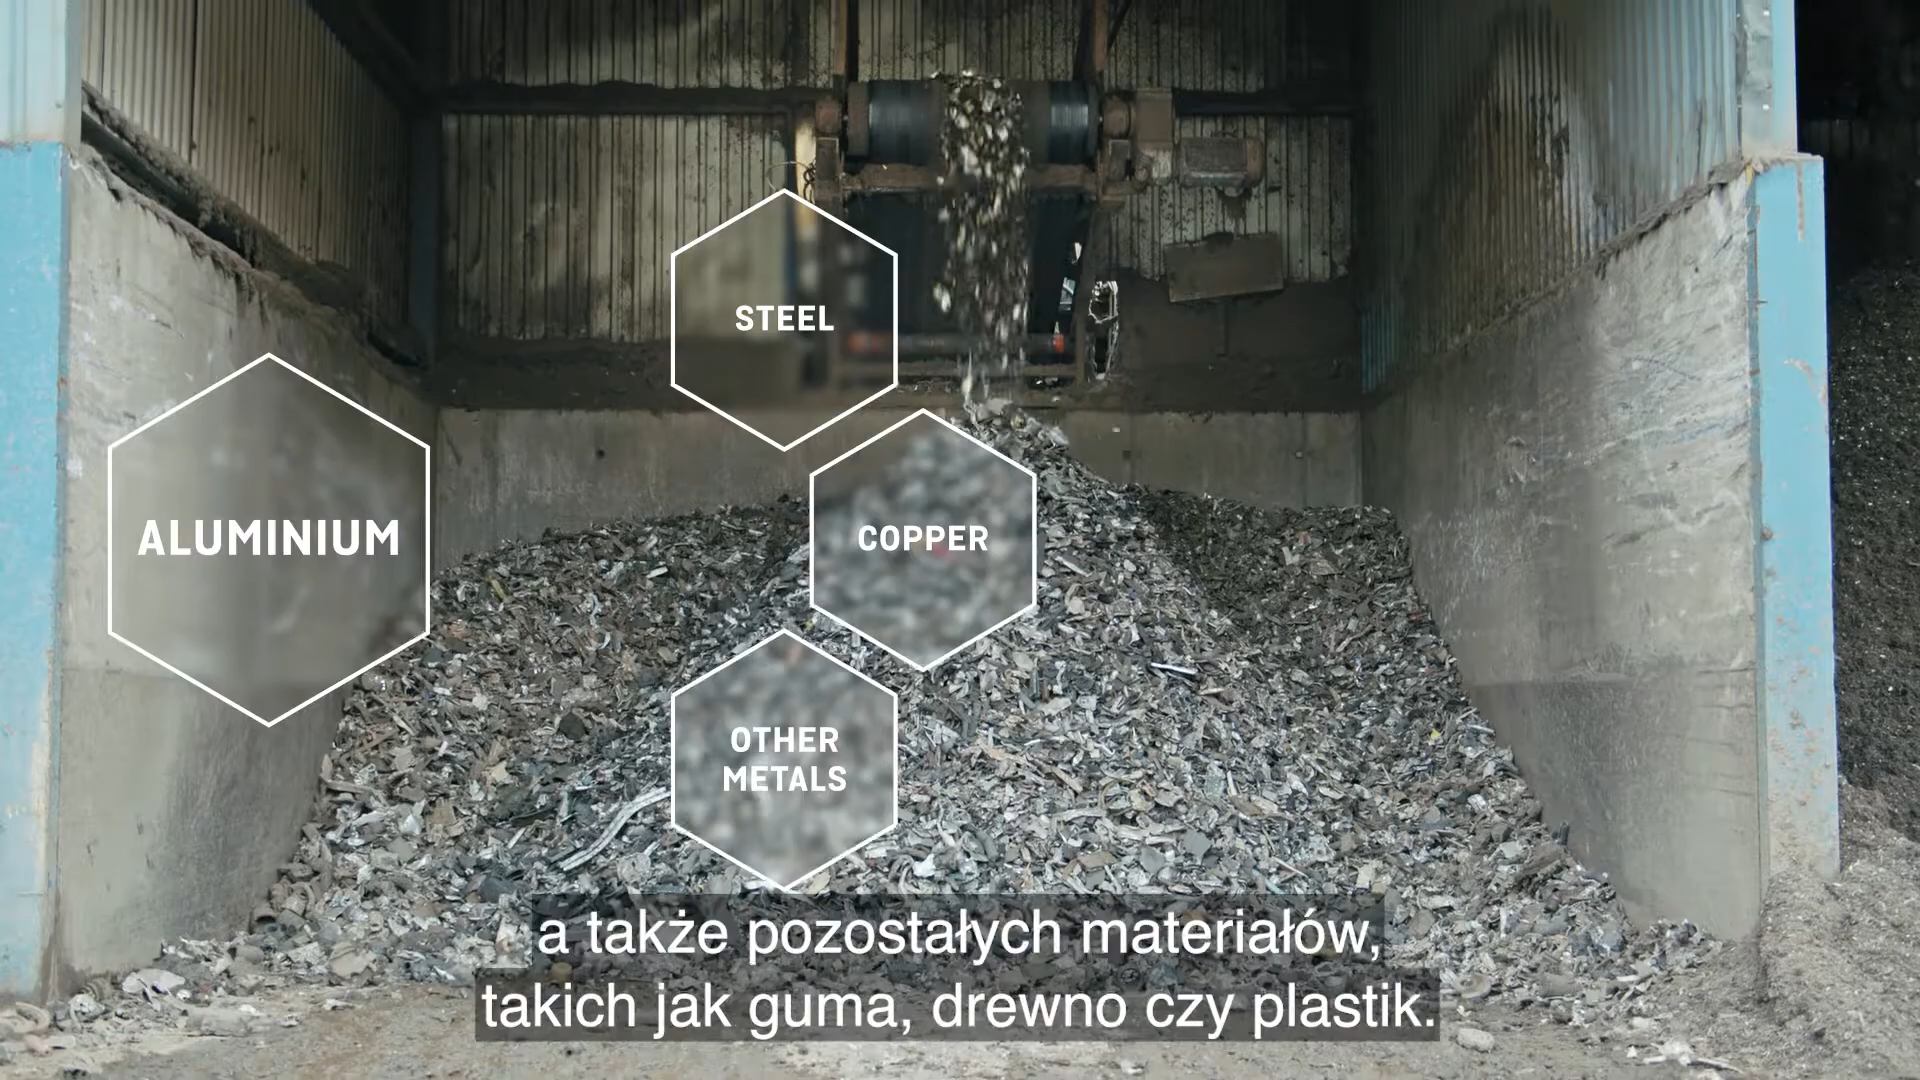 STEEL
ALUMINIUM
COPPER
OTHER
METALS
a także pozostałych materiałów,
takich jak guma, drewno czy plastik.